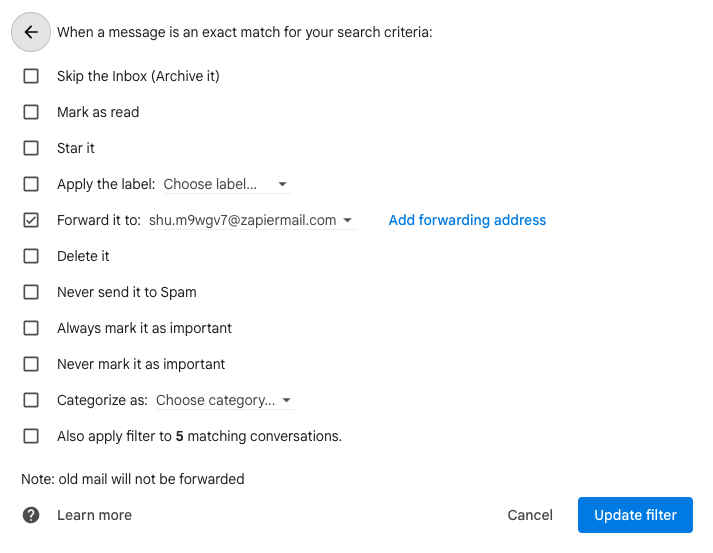 When a message is an exact match for your search criteria:
Skip the Inbox (Archive it)
Mark as read
Star it
Apply the label: Choose label...
Forward it to: shu.m9wgv7@zapiermail.com Add forwarding address
Delete it
Never send it to Spam
Always mark it as important
Never mark it as important
Categorize as: Choose category...
Also apply filter to 5 matching conversations.
Note: old mail will not be forwarded
Learn more Cancel Update filter